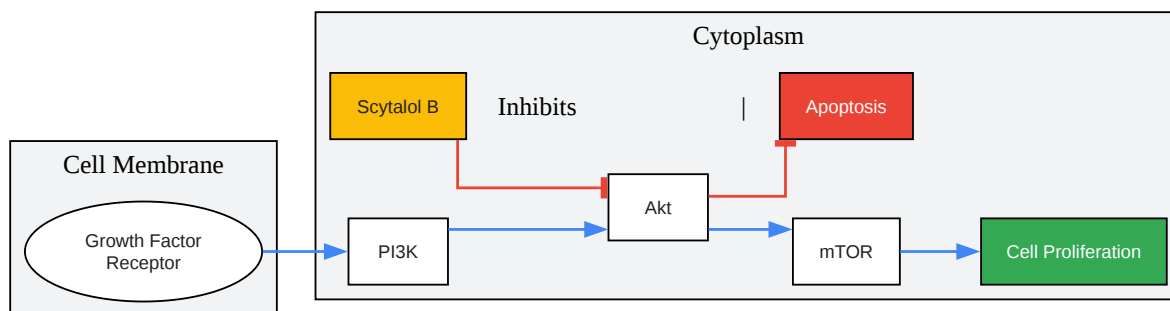 Cytoplasm
Scytalol B
Inhibits
|
Apoptosis
Cell Membrane
Growth Factor
Receptor
PI3K
Akt
mTOR
Cell Proliferation